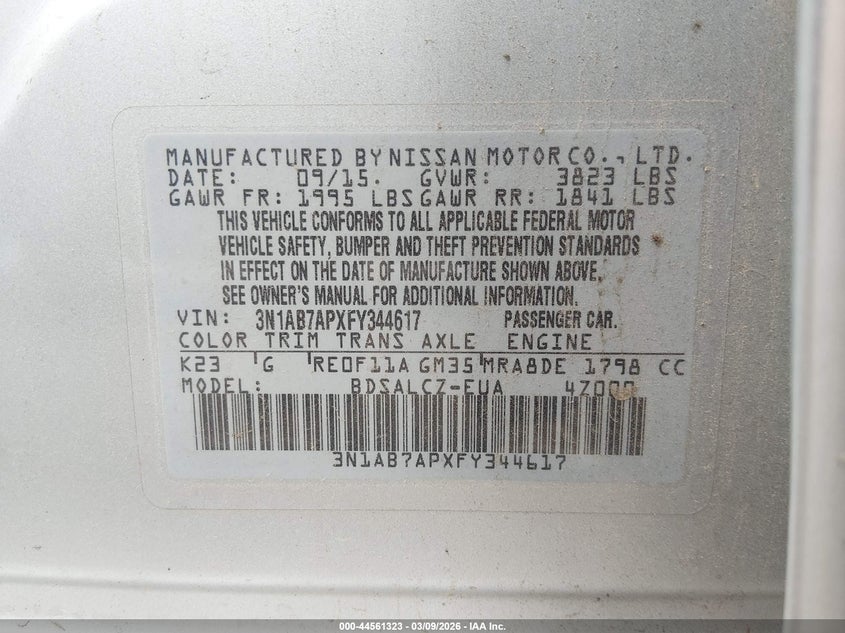 MANUFACTURED BY NISSAN MOTOR CO., LTD.
DATE: 09/15. GVWR: 3823 LBS
GAWR FR: 1995 LBS GAWR RR: 1841 LBS
THIS VEHICLE CONFORMS TO ALL APPLICABLE FEDERAL MOTOR
VEHICLE SAFETY, BUMPER AND THEFT PREVENTION STANDARDS
IN EFFECT ON THE DATE OF MANUFACTURE SHOWN ABOVE.
SEE OWNER'S MANUAL FOR ADDITIONAL INFORMATION.
VIN: 3N1AB7APXFY344617 PASSENGER CAR.
COLOR TRIM TRANS AXLE ENGINE
K23 G RE0F11A GM35 MRA8DE 1798 CC
MODEL: BDSALCZ-EUA
3N1AB7APXFY344617
000-44561323 | 03/09/2026 - IAA Inc.